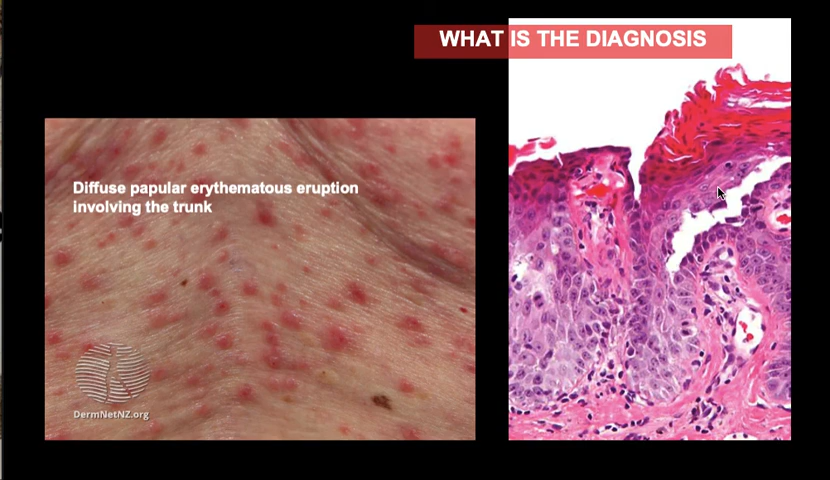 WHAT IS THE DIAGNOSIS
Diffuse papular erythematous eruption
involving the trunk
DermNetNZ.org